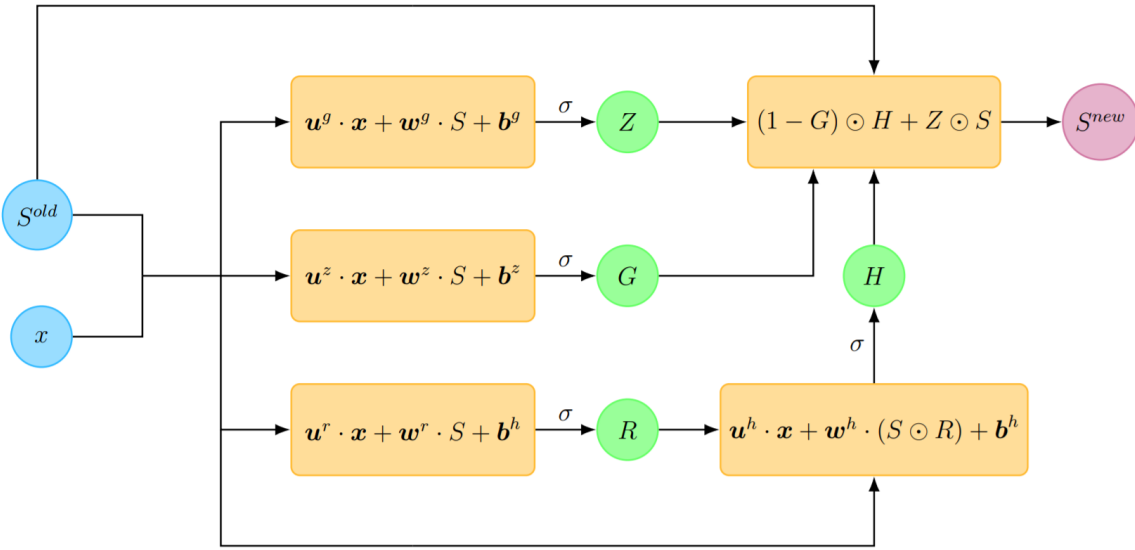 𝒖^g · 𝒙 + 𝒘^g · S + 𝒃^g
σ
Z
(1 − G) ⊙ H + Z ⊙ S
S^{new}
S^{old}
𝒖^z · 𝒙 + 𝒘^z · S + 𝒃^z
σ
G
H
x
σ
𝒖^r · 𝒙 + 𝒘^r · S + 𝒃^h
σ
R
𝒖^h · 𝒙 + 𝒘^h · (S ⊙ R) + 𝒃^h